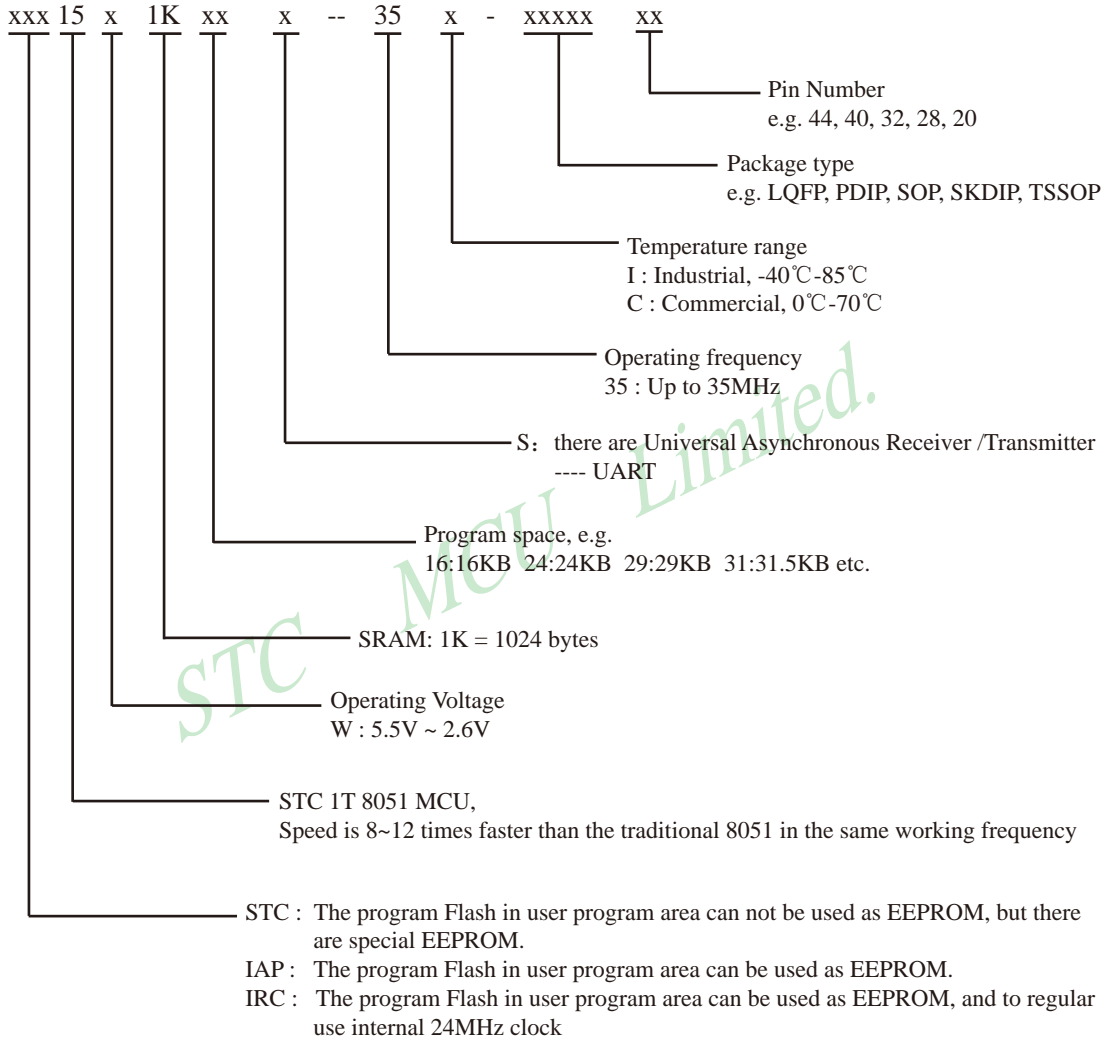 xxx 15 x 1K xx x -- 35 x - xxxxx xx
Pin Number
e.g. 44, 40, 32, 28, 20
Package type
e.g. LQFP, PDIP, SOP, SKDIP, TSSOP
Temperature range
I : Industrial, -40℃-85℃
C : Commercial, 0℃-70℃
Operating frequency
35 : Up to 35MHz
S： there are Universal Asynchronous Receiver /Transmitter
---- UART
Program space, e.g.
16:16KB 24:24KB 29:29KB 31:31.5KB etc.
SRAM: 1K = 1024 bytes
Operating Voltage
W : 5.5V ~ 2.6V
STC 1T 8051 MCU,
Speed is 8~12 times faster than the traditional 8051 in the same working frequency
STC : The program Flash in user program area can not be used as EEPROM, but there
are special EEPROM.
IAP : The program Flash in user program area can be used as EEPROM.
IRC : The program Flash in user program area can be used as EEPROM, and to regular
use internal 24MHz clock
STC MCU Limited.